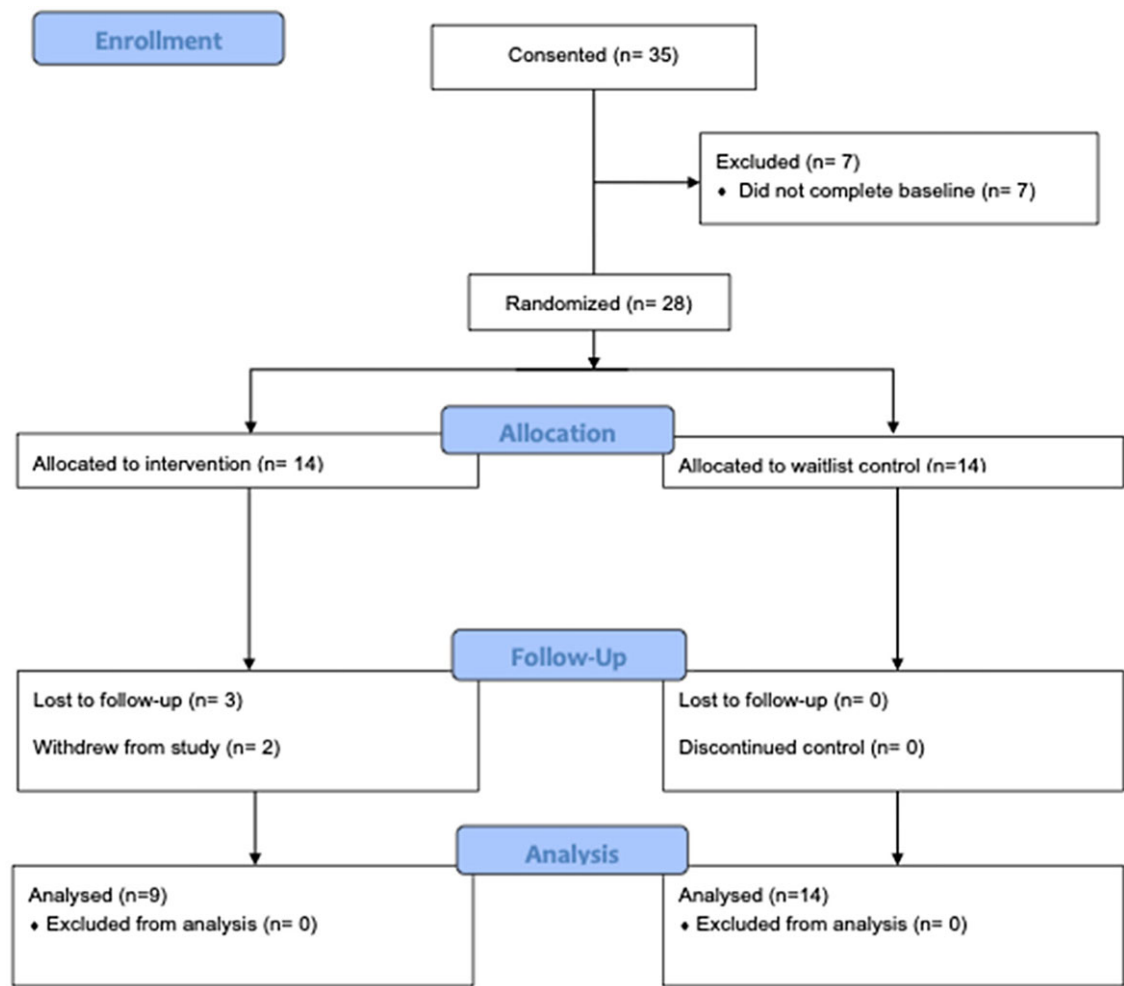 Enrollment
Consented (n= 35)
Excluded (n= 7)
♦ Did not complete baseline (n= 7)
Randomized (n= 28)
Allocation
Allocated to intervention (n= 14)
Allocated to waitlist control (n=14)
Follow-Up
Lost to follow-up (n= 3)
Withdrew from study (n= 2)
Lost to follow-up (n= 0)
Discontinued control (n= 0)
Analysis
Analysed (n=9)
♦ Excluded from analysis (n= 0)
Analysed (n=14)
♦ Excluded from analysis (n= 0)